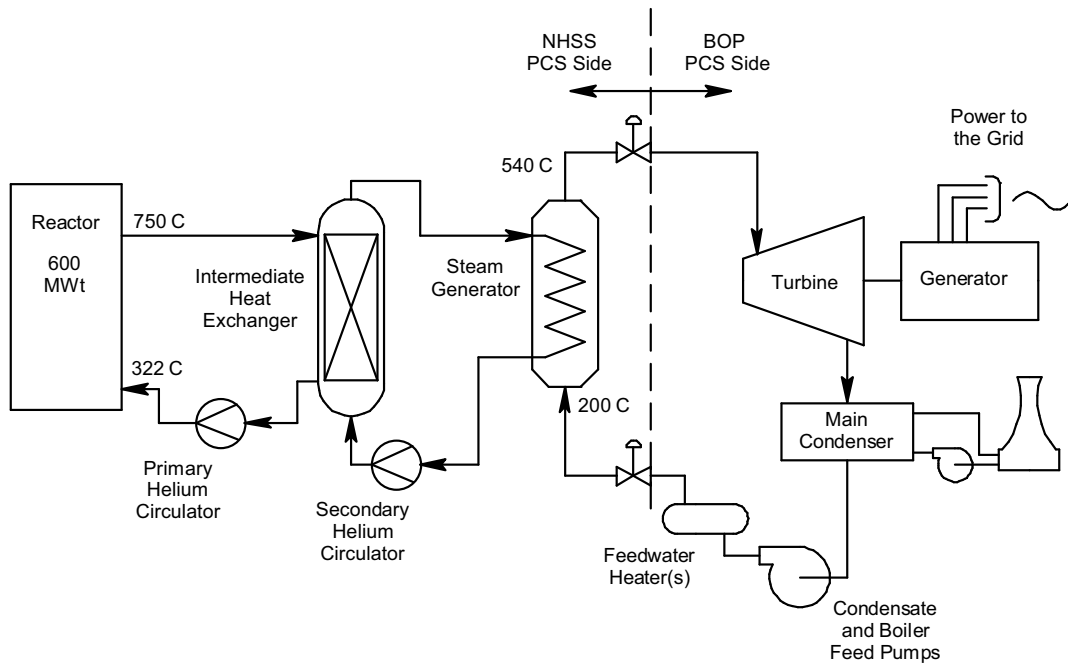 NHSS
PCS Side
BOP
PCS Side
Power to
the Grid
540 C
Reactor
600
MWt
750 C
Intermediate
Heat
Exchanger
Steam
Generator
Turbine
Generator
322 C
200 C
Main
Condenser
Primary
Helium
Circulator
Secondary
Helium
Circulator
Feedwater
Heater(s)
Condensate
and Boiler
Feed Pumps